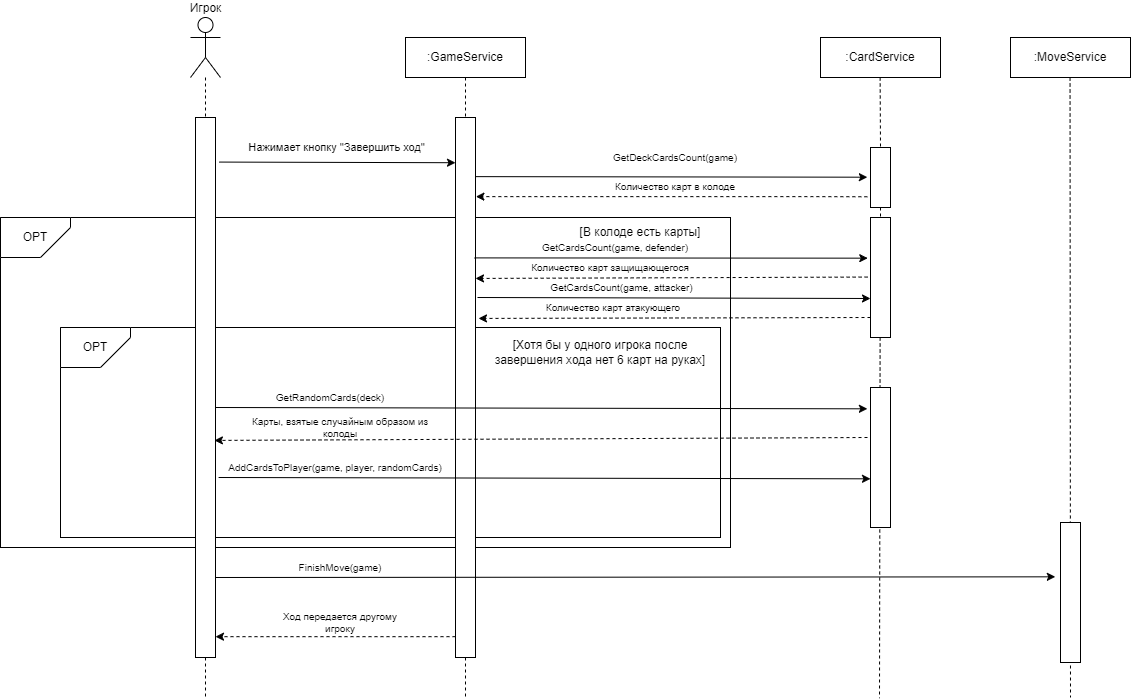 Игрок
:GameService
:CardService
:MoveService
Нажимает кнопку "Завершить ход"
GetDeckCardsCount(game)
Количество карт в колоде
OPT
[В колоде есть карты]
GetCardsCount(game, defender)
Количество карт защищающегося
GetCardsCount(game, attacker)
Количество карт атакующего
OPT
[Хотя бы у одного игрока после
завершения хода нет 6 карт на руках]
GetRandomCards(deck)
Карты, взятые случайным образом из
колоды
AddCardsToPlayer(game, player, randomCards)
FinishMove(game)
Ход передается другому
игроку